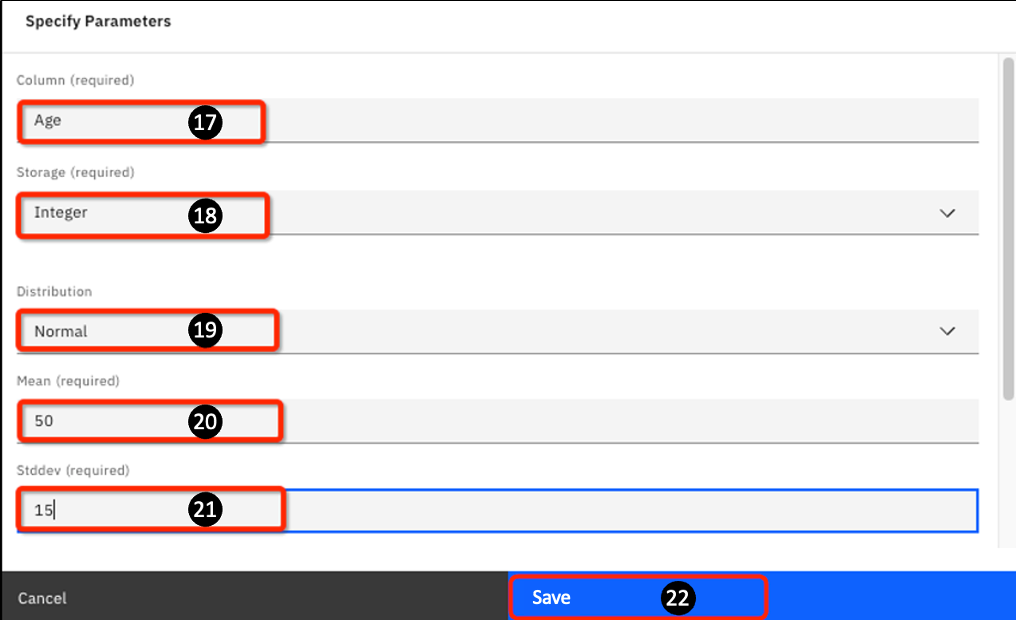 Specify Parameters
Column (required)
Age 17
Storage (required)
Integer 18
Distribution
Normal 19
Mean (required)
50 20
Stddev (required)
15 21
Cancel Save 22